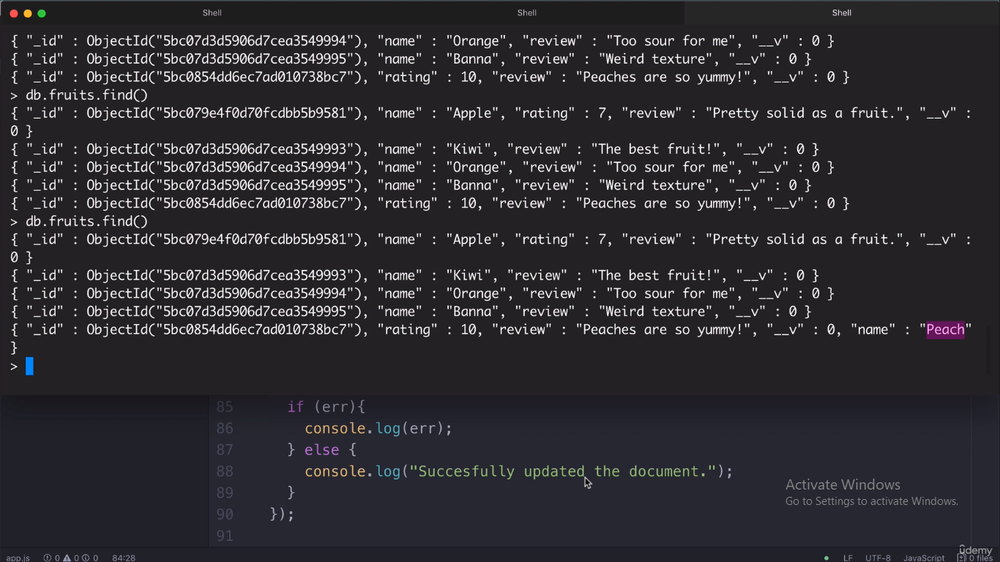 Shell Shell Shell
{ "_id" : ObjectId("5bc07d3d5906d7cea3549994"), "name" : "Orange", "review" : "Too sour for me", "__v" : 0 }
{ "_id" : ObjectId("5bc07d3d5906d7cea3549995"), "name" : "Banna", "review" : "Weird texture", "__v" : 0 }
{ "_id" : ObjectId("5bc0854dd6ec7ad010738bc7"), "rating" : 10, "review" : "Peaches are so yummy!", "__v" : 0 }
> db.fruits.find()
{ "_id" : ObjectId("5bc079e4f0d70fcdbb5b9581"), "name" : "Apple", "rating" : 7, "review" : "Pretty solid as a fruit.", "__v" :
0 }
{ "_id" : ObjectId("5bc07d3d5906d7cea3549993"), "name" : "Kiwi", "review" : "The best fruit!", "__v" : 0 }
{ "_id" : ObjectId("5bc07d3d5906d7cea3549994"), "name" : "Orange", "review" : "Too sour for me", "__v" : 0 }
{ "_id" : ObjectId("5bc07d3d5906d7cea3549995"), "name" : "Banna", "review" : "Weird texture", "__v" : 0 }
{ "_id" : ObjectId("5bc0854dd6ec7ad010738bc7"), "rating" : 10, "review" : "Peaches are so yummy!", "__v" : 0 }
> db.fruits.find()
{ "_id" : ObjectId("5bc079e4f0d70fcdbb5b9581"), "name" : "Apple", "rating" : 7, "review" : "Pretty solid as a fruit.", "__v" :
0 }
{ "_id" : ObjectId("5bc07d3d5906d7cea3549993"), "name" : "Kiwi", "review" : "The best fruit!", "__v" : 0 }
{ "_id" : ObjectId("5bc07d3d5906d7cea3549994"), "name" : "Orange", "review" : "Too sour for me", "__v" : 0 }
{ "_id" : ObjectId("5bc07d3d5906d7cea3549995"), "name" : "Banna", "review" : "Weird texture", "__v" : 0 }
{ "_id" : ObjectId("5bc0854dd6ec7ad010738bc7"), "rating" : 10, "review" : "Peaches are so yummy!", "__v" : 0, "name" : "Peach"
}
>
85 if (err){
86 console.log(err);
87 } else {
88 console.log("Succesfully updated the document.");
89 }
90 });
91
Activate Windows
Go to Settings to activate Windows.
ûdemy
app.js 0 0 0 84:28 LF UTF-8 JavaScript 0 files